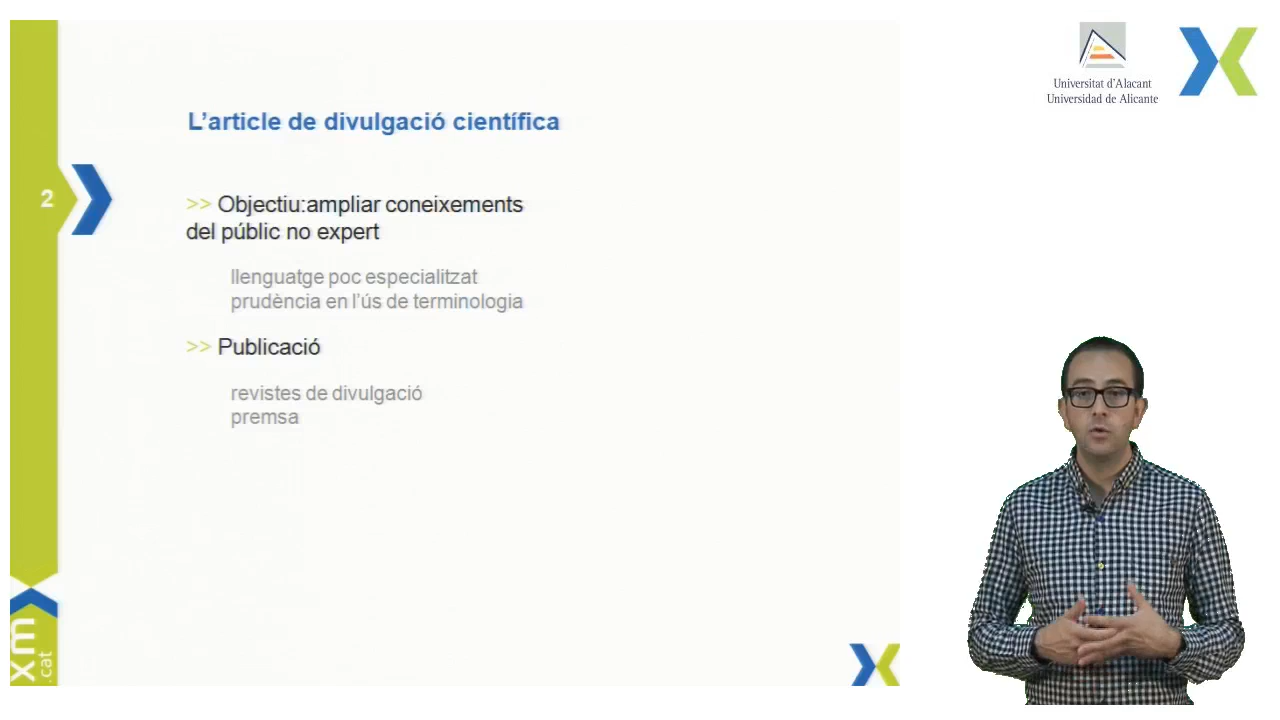 Universitat d'Alacant
Universidad de Alicante
L'article de divulgació científica
2
>> Objectiu:ampliar coneixements
del públic no expert
llenguatge poc especialitzat
prudència en l'ús de terminologia
>> Publicació
revistes de divulgació
premsa
xm
.cat